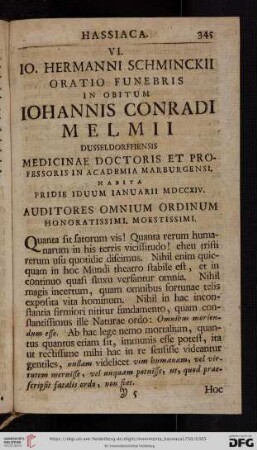 HASSIACA. 345
VI.
IO. HERMANNI SCHMINCKII
ORATIO FUNEBRIS
IN OBITUM
IOHANNIS CONRADI
MELMII
DUSSELDORFFIENSIS
MEDICINAE DOCTORIS ET PRO-
FESSORIS IN ACADEMIA MARBURGENSI,
HABITA
PRIDIE IDUUM IANUARII MDCCXIV.
AUDITORES OMNIUM ORDINUM
HONORATISSIMI, MOESTISSIMI.
Quanta sit fatorum vis! Quanta rerum huma-
narum in his terris vicissitudo! eheu tristi
rerum usu quotidie discimus. Nihil enim quic-
quam in hoc Mundi theatro stabile est, et in
continuo quasi fluxu versantur omnia. Nihil
magis incertum, quam omnibus fortunae telis
exposita vita hominum. Nihil in hac incon-
stantia firmiori nititur fundamento, quam con-
stantissimus ille Naturae ordo: Omnibus morien-
dum esse. Ab hac lege nemo mortalium, quan-
tus quantus etiam sit, immunis esse potest, ita
ut rectissime mihi hac in re sensisse videantur
gentiles, nullam videlicet vim humanam, vel vir-
tutem meruisse, vel unquam potuisse, ut, quod prae-
scripsit fatalis ordo, non fiat.
Y 5 Hoc